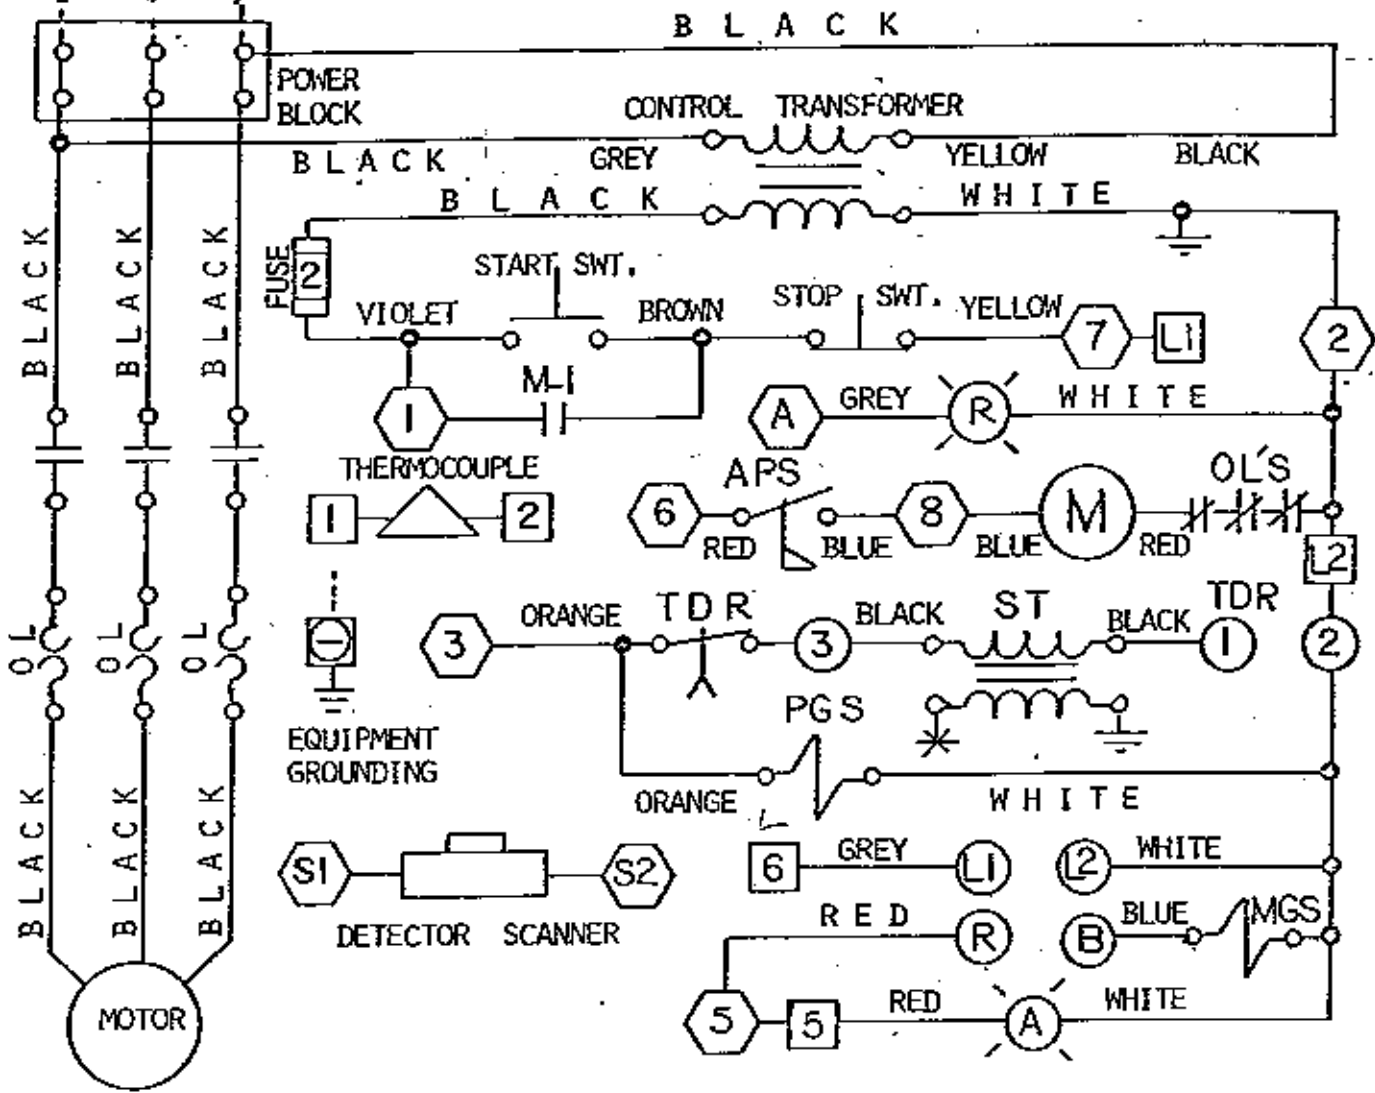 B L A C K
POWER
BLOCK
CONTROL TRANSFORMER
B L A C K GREY YELLOW BLACK
B L A C K WHITE
FUSE 2
START SWT.
VIOLET BROWN STOP SWT. YELLOW 7 L1 2
M-1
1
A GREY R WHITE
BLACK BLACK BLACK
THERMOCOUPLE
1 2
APS OL'S
6 RED BLUE 8 BLUE M RED
L2
ORANGE TDR BLACK ST BLACK TDR
3 3 1 2
OL OL OL
EQUIPMENT
GROUNDING
PGS
ORANGE WHITE
BLACK BLACK BLACK
S1 S2
DETECTOR SCANNER
6 GREY L1 L2 WHITE
RED R B BLUE MGS
5 5 RED A WHITE
MOTOR